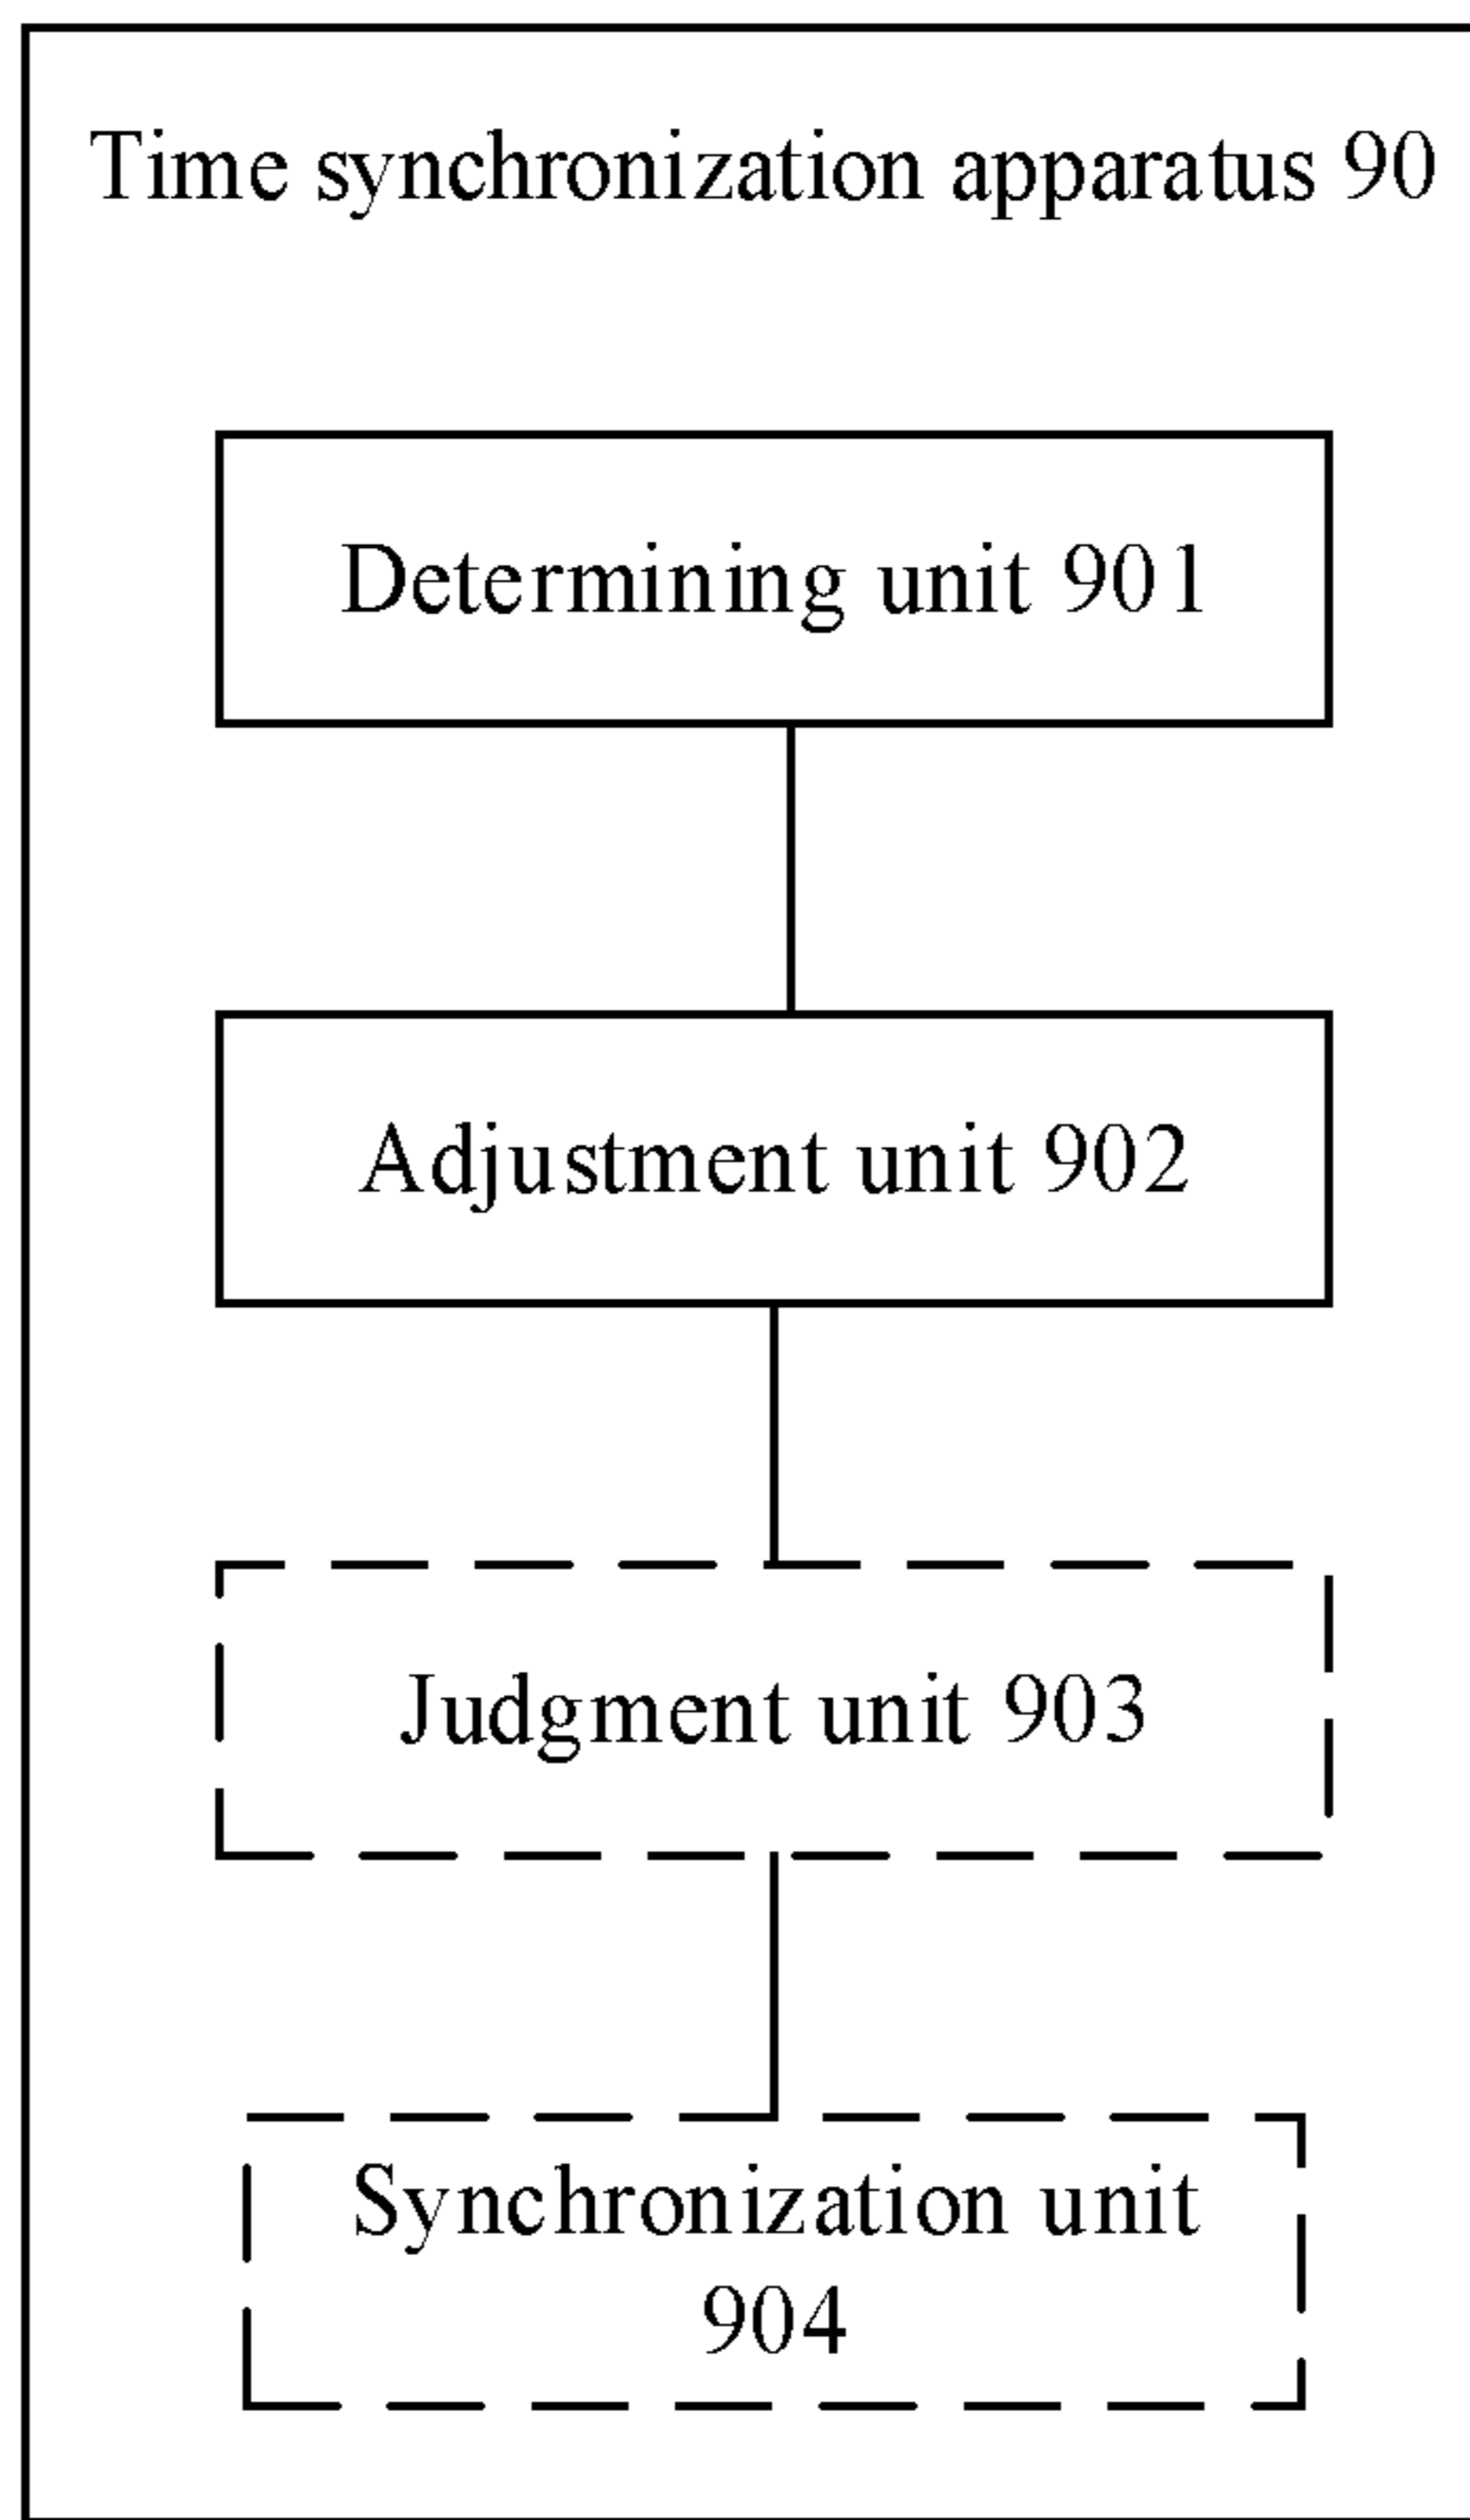 Time synchronization apparatus 90
Determining unit 901
Adjustment unit 902
Judgment unit 903
Synchronization unit
904